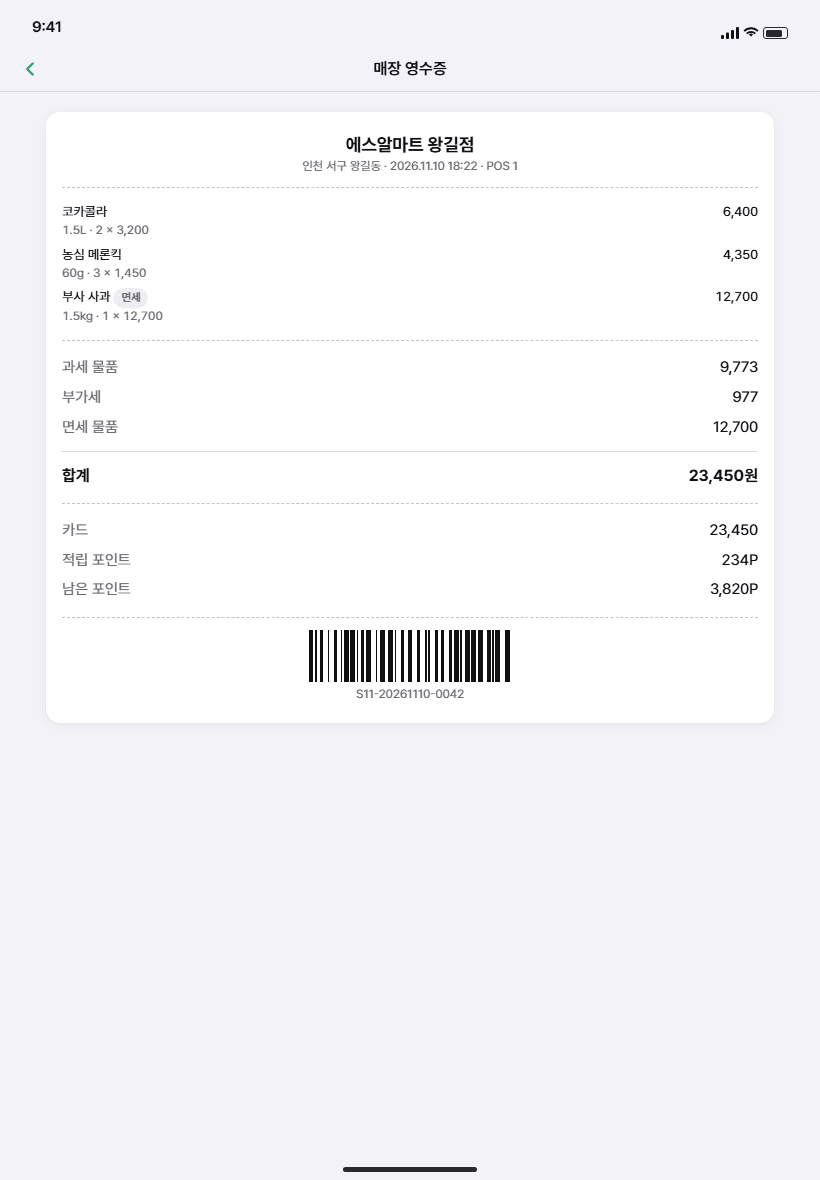 9:41
매장 영수증
에스알마트 왕길점
인천 서구 왕길동 · 2026.11.10 18:22 · POS 1
코카콜라 6,400
1.5L · 2 × 3,200
농심 메론킥 4,350
60g · 3 × 1,450
부사 사과 면세 12,700
1.5kg · 1 × 12,700
과세 물품 9,773
부가세 977
면세 물품 12,700
합계 23,450원
카드 23,450
적립 포인트 234P
남은 포인트 3,820P
S11-20261110-0042